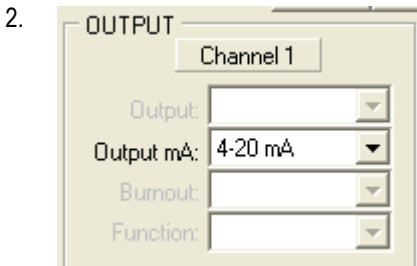 2.
OUTPUT
Channel 1
Output:
Output mA: 4-20 mA
Burnout:
Function: